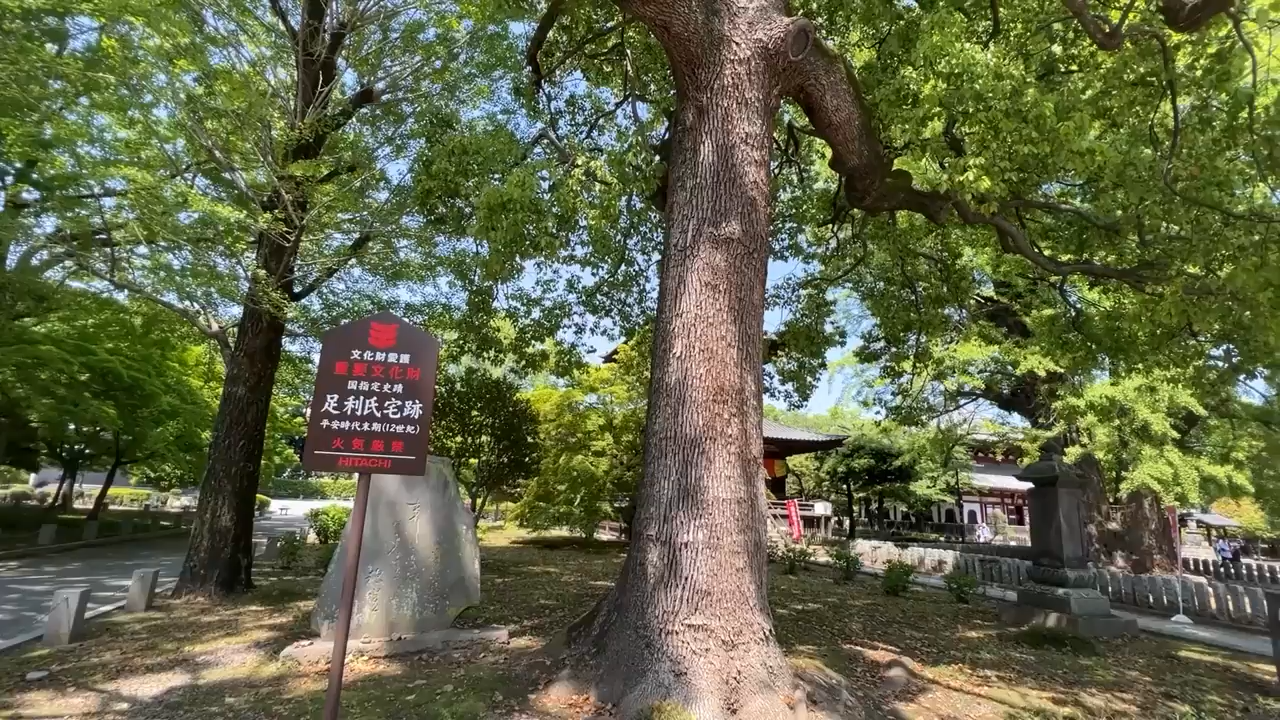 文化財愛護
重要文化財
国指定史蹟
足利氏宅跡
平安時代末期(12世紀)
火気厳禁
HITACHI